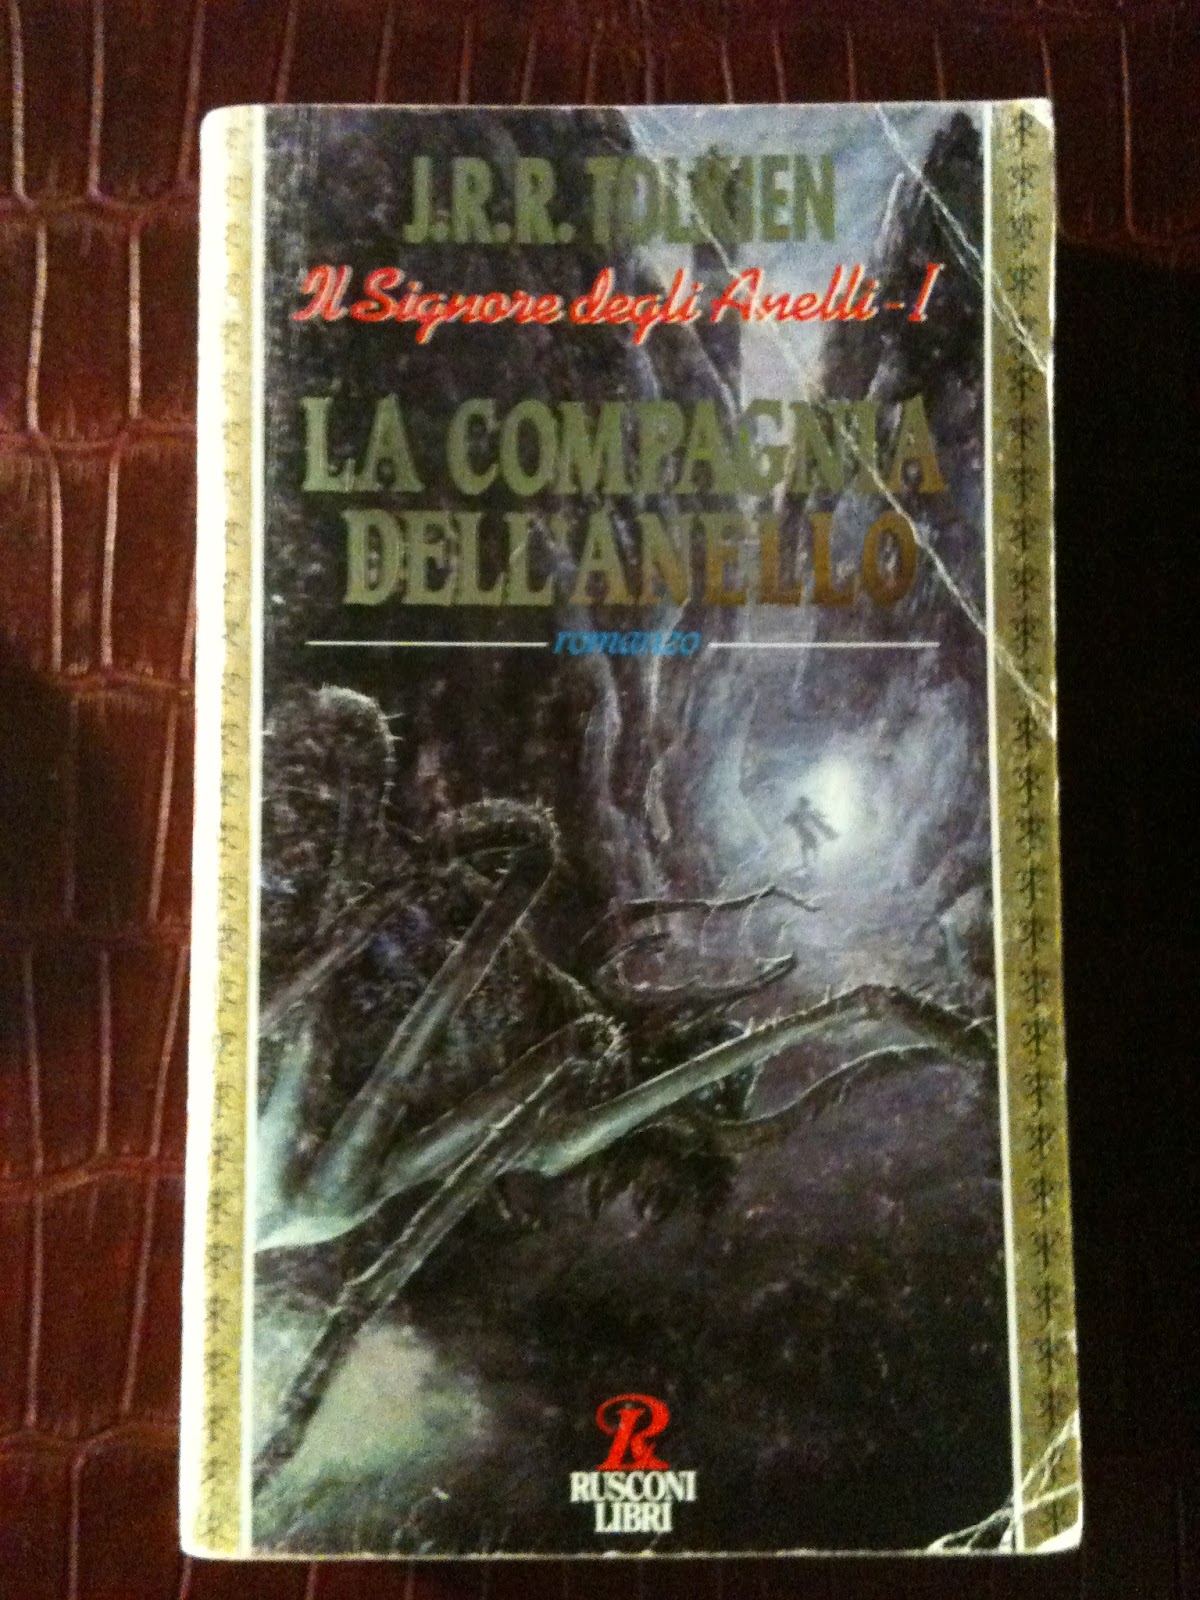 J.R.R. TOLKIEN
Il Signore degli Anelli - I
LA COMPAGNIA
DELL'ANELLO
romanzo
R
RUSCONI
LIBRI